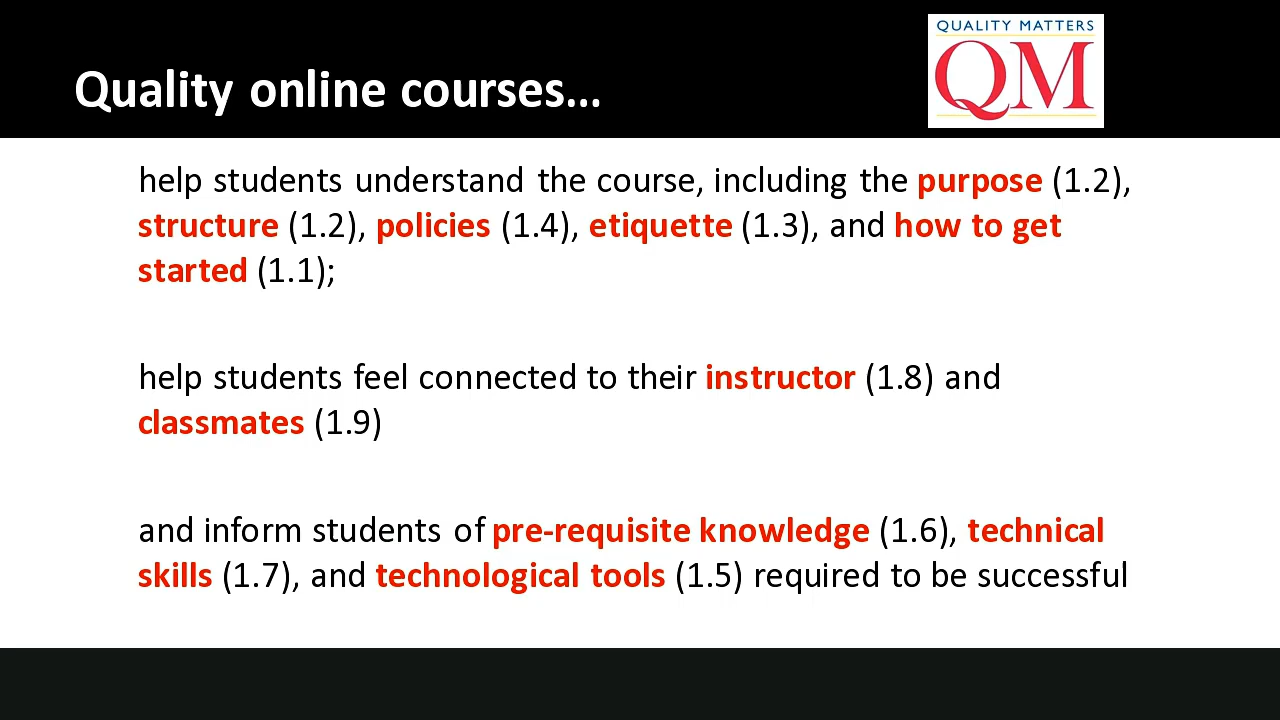 QUALITY MATTERS
QM
Quality online courses...
help students understand the course, including the purpose (1.2),
structure (1.2), policies (1.4), etiquette (1.3), and how to get
started (1.1);
help students feel connected to their instructor (1.8) and
classmates (1.9)
and inform students of pre-requisite knowledge (1.6), technical
skills (1.7), and technological tools (1.5) required to be successful